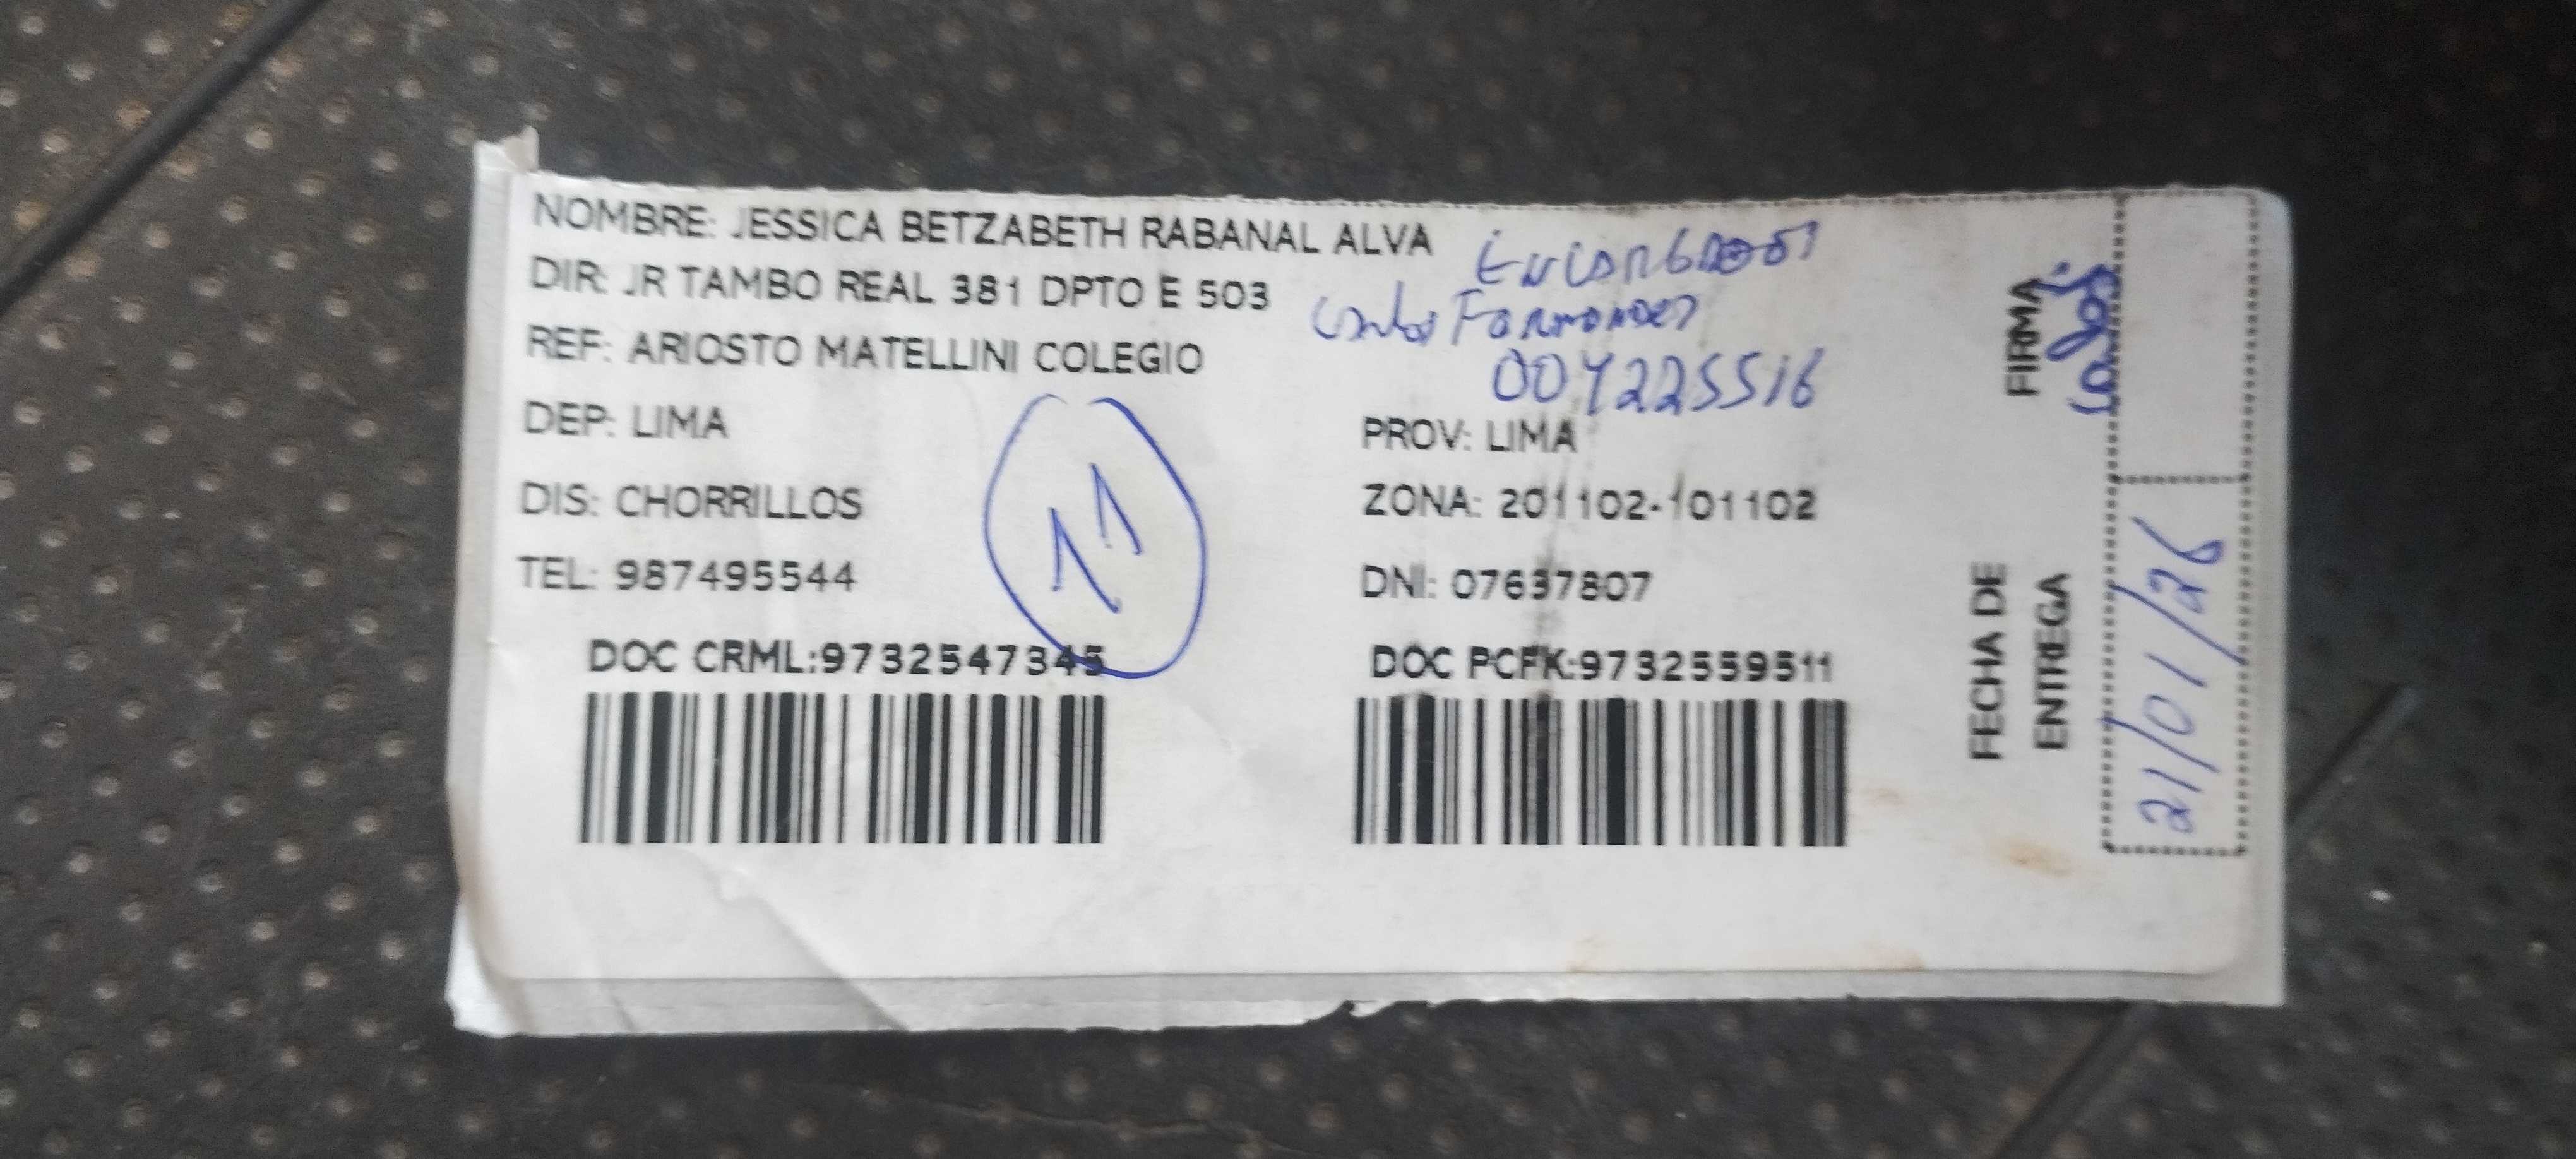 NOMBRE: JESSICA BETZABETH RABANAL ALVA
DIR: JR TAMBO REAL 381 DPTO E 503
REF: ARIOSTO MATELLINI COLEGIO
Carlos
004225516
DEP: LIMA
PROV: LIMA
DIS: CHORRILLOS
ZONA: 201102-101102
11
TEL: 987495544
DNI: 07637807
DOC CRML:9732547345
DOC PCFK:9732559511
FIRMA
FECHA DE
ENTREGA
21/01/26